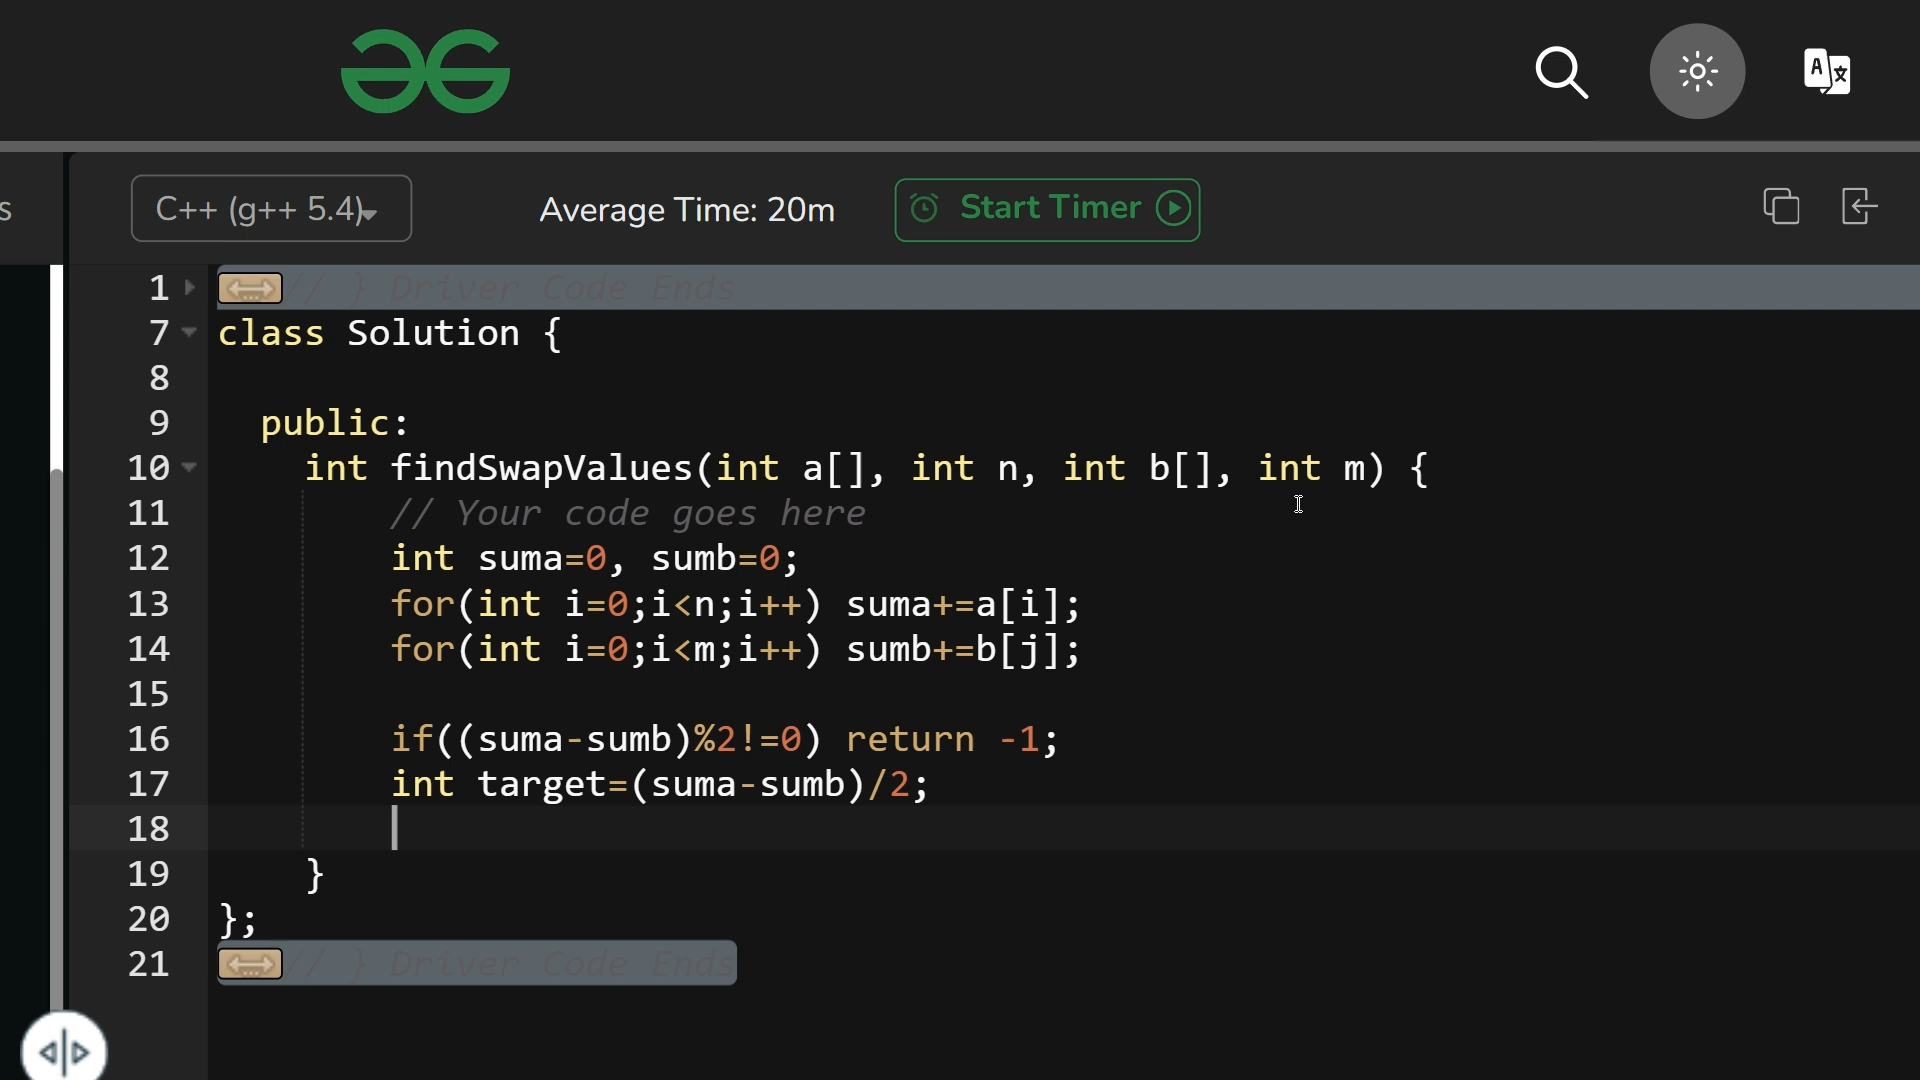 s
C++ (g++ 5.4)
Average Time: 20m
Start Timer
1 // } Driver Code Ends
7 class Solution {
8
9 public:
10 int findSwapValues(int a[], int n, int b[], int m) {
11 // Your code goes here
12 int suma=0, sumb=0;
13 for(int i=0;i<n;i++) suma+=a[i];
14 for(int i=0;i<m;i++) sumb+=b[j];
15
16 if((suma-sumb)%2!=0) return -1;
17 int target=(suma-sumb)/2;
18
19 }
20 };
21 // } Driver Code Ends